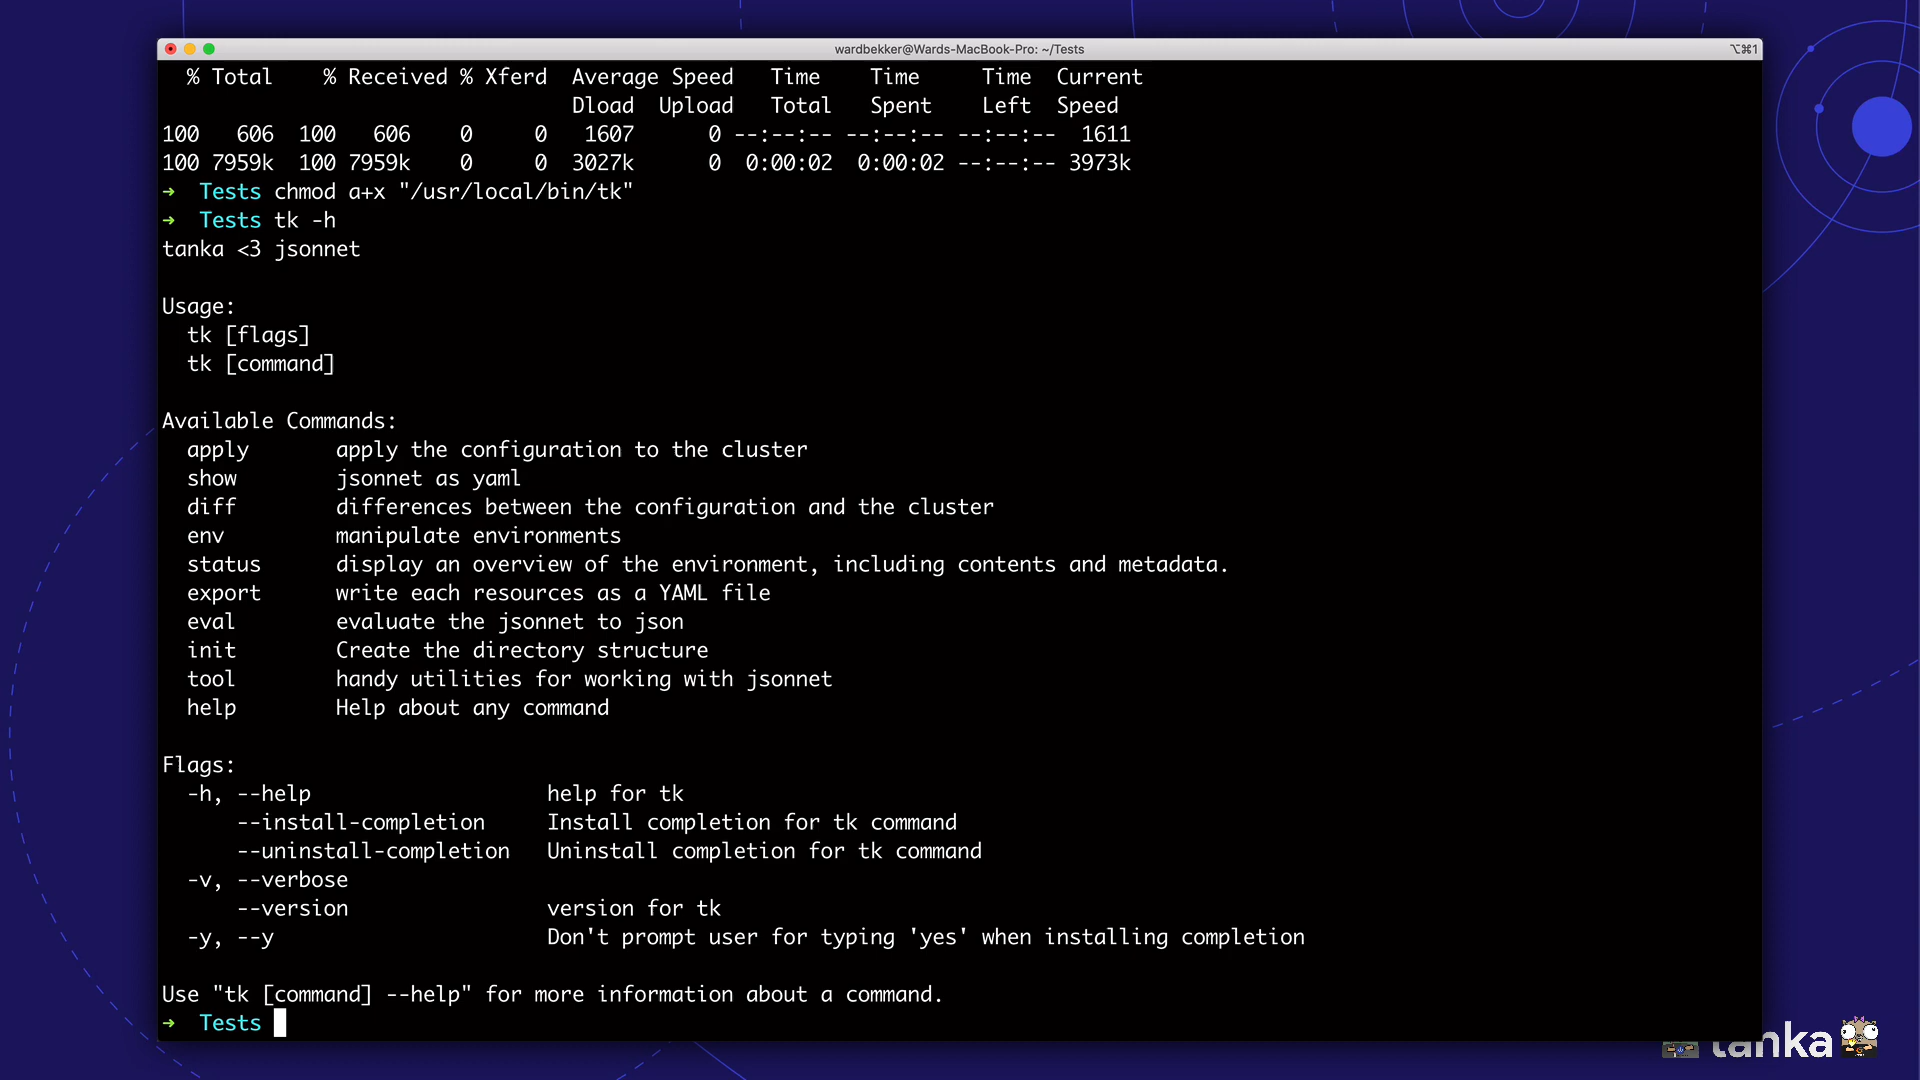 wardbekker@Wards-MacBook-Pro: ~/Tests
⌥⌘1
% Total % Received % Xferd Average Speed Time Time Time Current
Dload Upload Total Spent Left Speed
100 606 100 606 0 0 1607 0 --:--:-- --:--:-- --:--:-- 1611
100 7959k 100 7959k 0 0 3027k 0 0:00:02 0:00:02 --:--:-- 3973k
→ Tests chmod a+x "/usr/local/bin/tk"
→ Tests tk -h
tanka <3 jsonnet
Usage:
tk [flags]
tk [command]
Available Commands:
apply apply the configuration to the cluster
show jsonnet as yaml
diff differences between the configuration and the cluster
env manipulate environments
status display an overview of the environment, including contents and metadata.
export write each resources as a YAML file
eval evaluate the jsonnet to json
init Create the directory structure
tool handy utilities for working with jsonnet
help Help about any command
Flags:
-h, --help help for tk
--install-completion Install completion for tk command
--uninstall-completion Uninstall completion for tk command
-v, --verbose
--version version for tk
-y, --y Don't prompt user for typing 'yes' when installing completion
Use "tk [command] --help" for more information about a command.
→ Tests
tanka